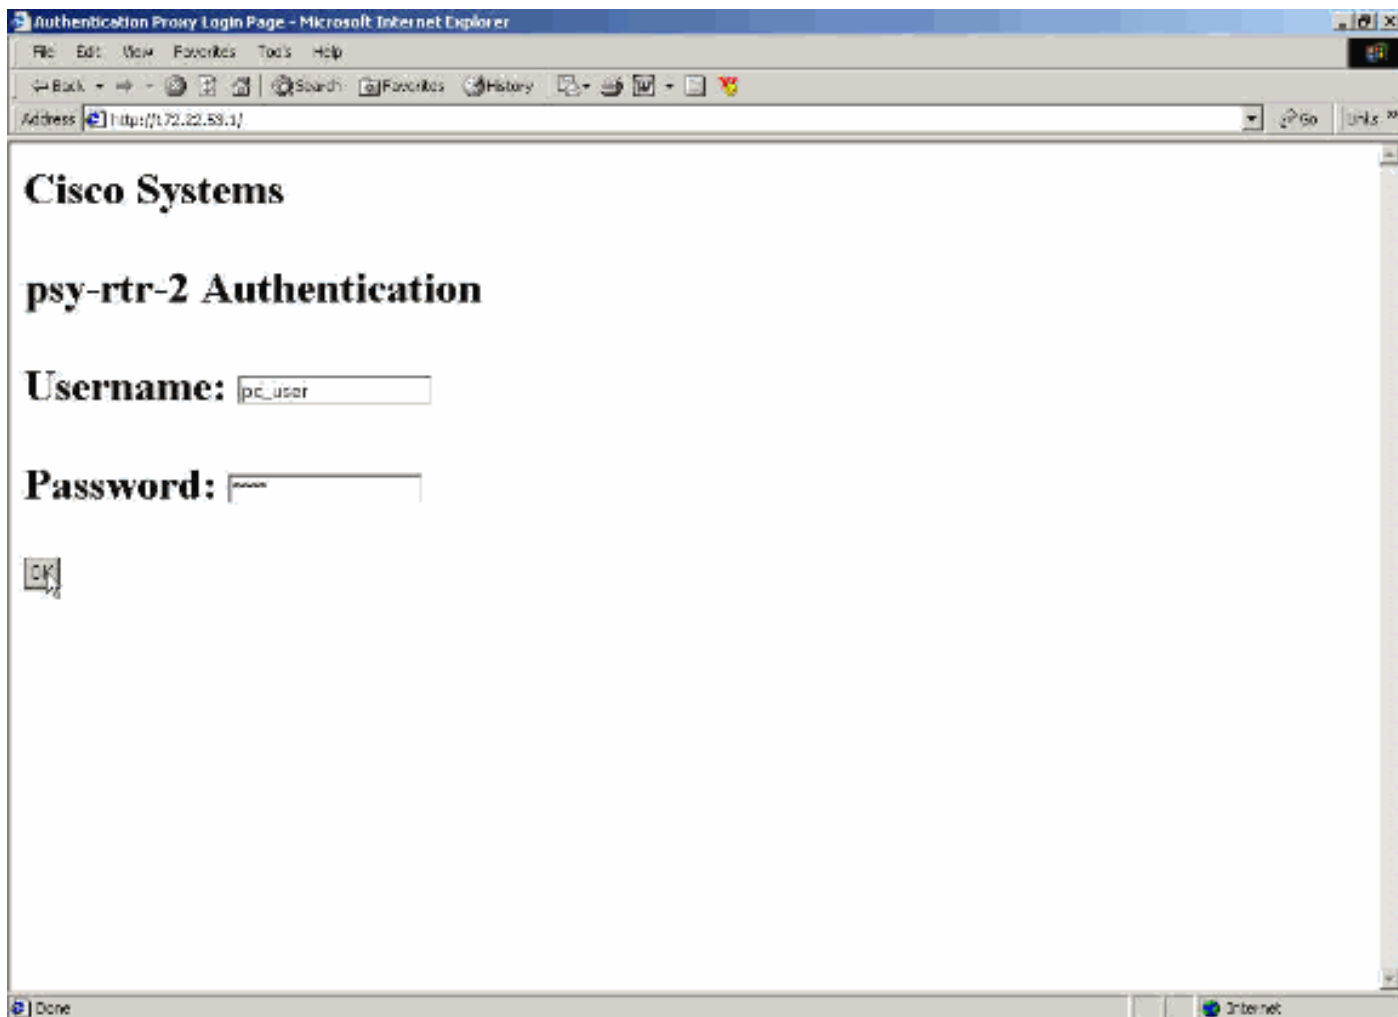 Authentication Proxy Login Page - Microsoft Internet Explorer
File Edit View Favorites Tools Help
Back Search Favorites History
Address http://172.22.53.1/ Go Links »
Cisco Systems
psy-rtr-2 Authentication
Username: pc_user
Password: ****
OK
Done Internet